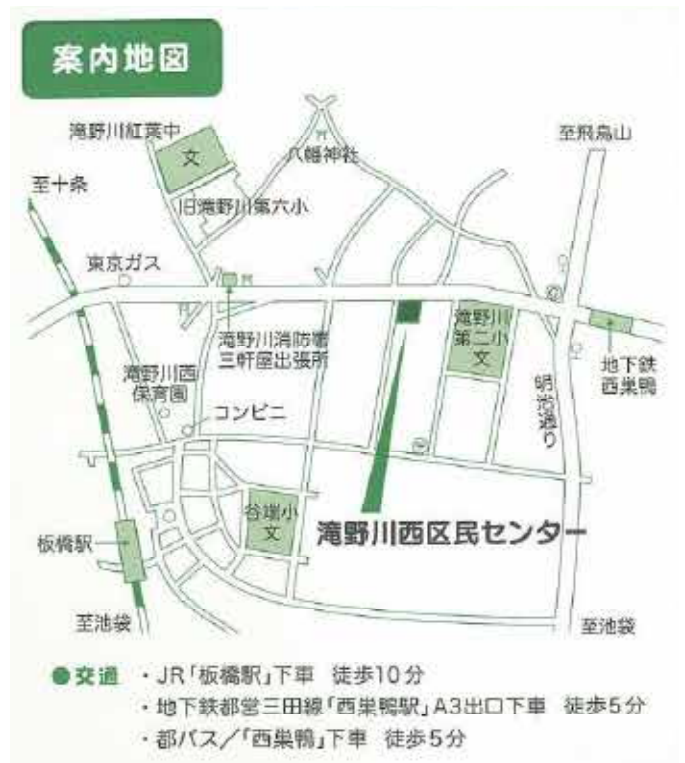 案内地図
滝野川紅葉中
文
八幡神社
至飛鳥山
至十条
旧滝野川第六小
東京ガス
滝野川消防署
三軒屋出張所
滝野川
第二小
文
地下鉄
西巣鴨
滝野川西
保育園
明治通り
コンビニ
谷端小
文
滝野川西区民センター
板橋駅
至池袋
至池袋
●交通 ・JR「板橋駅」下車 徒歩10分
・地下鉄都営三田線「西巣鴨駅」A3出口下車 徒歩5分
・都バス／「西巣鴨」下車 徒歩5分